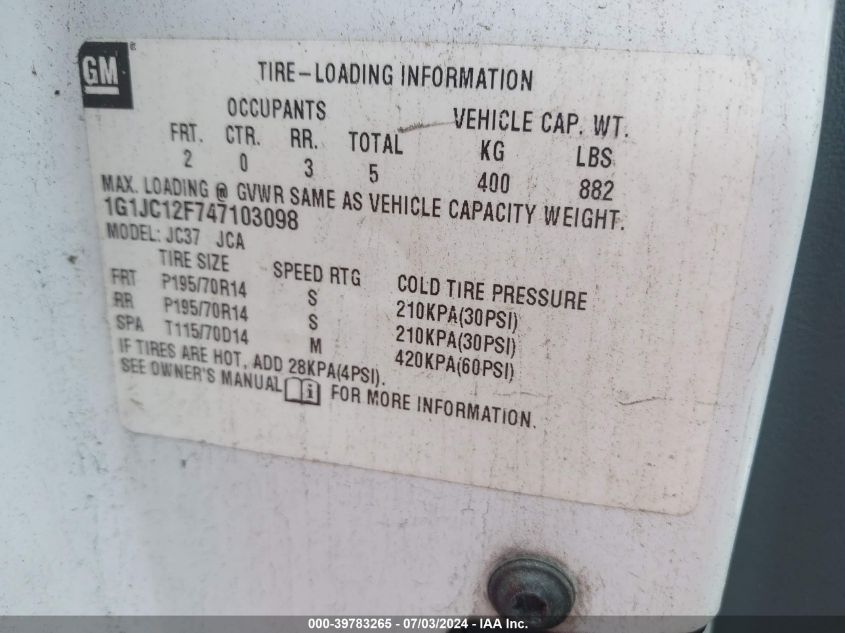 GM
TIRE-LOADING INFORMATION
OCCUPANTS VEHICLE CAP. WT.
FRT. CTR. RR. TOTAL KG LBS
2 0 3 5 400 882
MAX. LOADING @ GVWR SAME AS VEHICLE CAPACITY WEIGHT.
1G1JC12F747103098
MODEL: JC37 JCA
TIRE SIZE SPEED RTG COLD TIRE PRESSURE
FRT P195/70R14 S 210KPA(30PSI)
RR P195/70R14 S 210KPA(30PSI)
SPA T115/70D14 M 420KPA(60PSI)
IF TIRES ARE HOT, ADD 28KPA(4PSI).
SEE OWNER'S MANUAL FOR MORE INFORMATION.
000-39783265 - 07/03/2024 - IAA Inc.